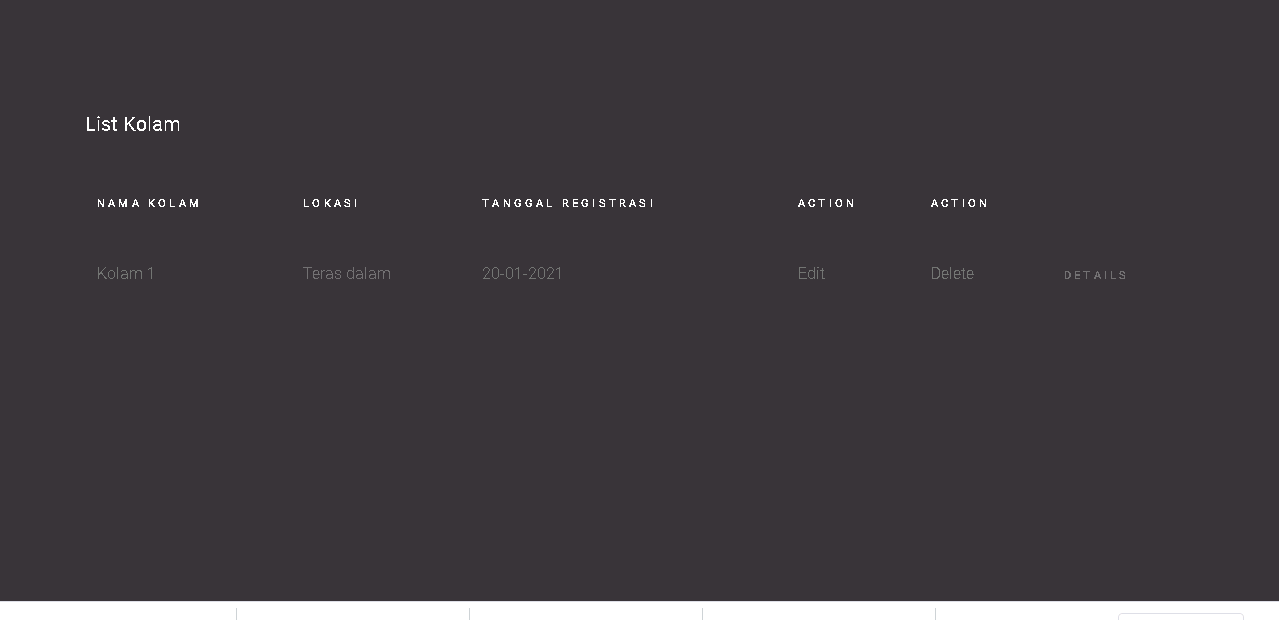 List Kolam
NAMA KOLAM LOKASI TANGGAL REGISTRASI ACTION ACTION
Kolam 1 Teras dalam 20-01-2021 Edit Delete DETAILS